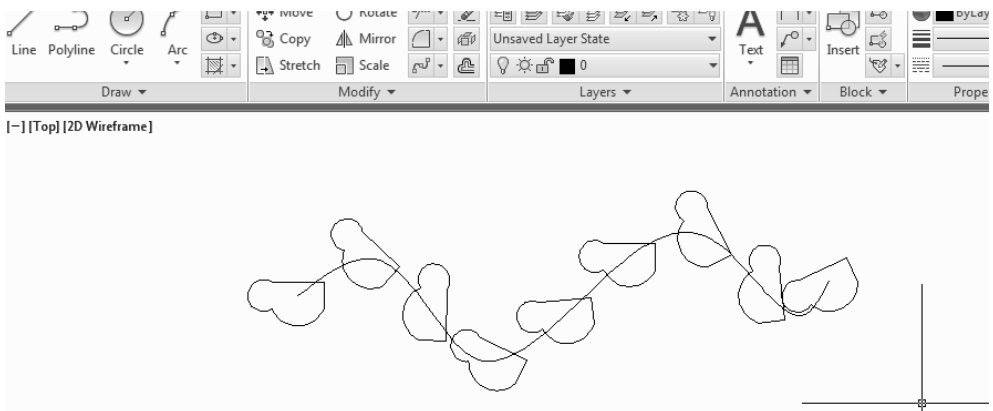 Move Rotate
Line Polyline Circle Arc Copy Mirror Unsaved Layer State Text Insert
Stretch Scale 0
Draw Modify Layers Annotation Block Prope
[−] [Top] [2D Wireframe]